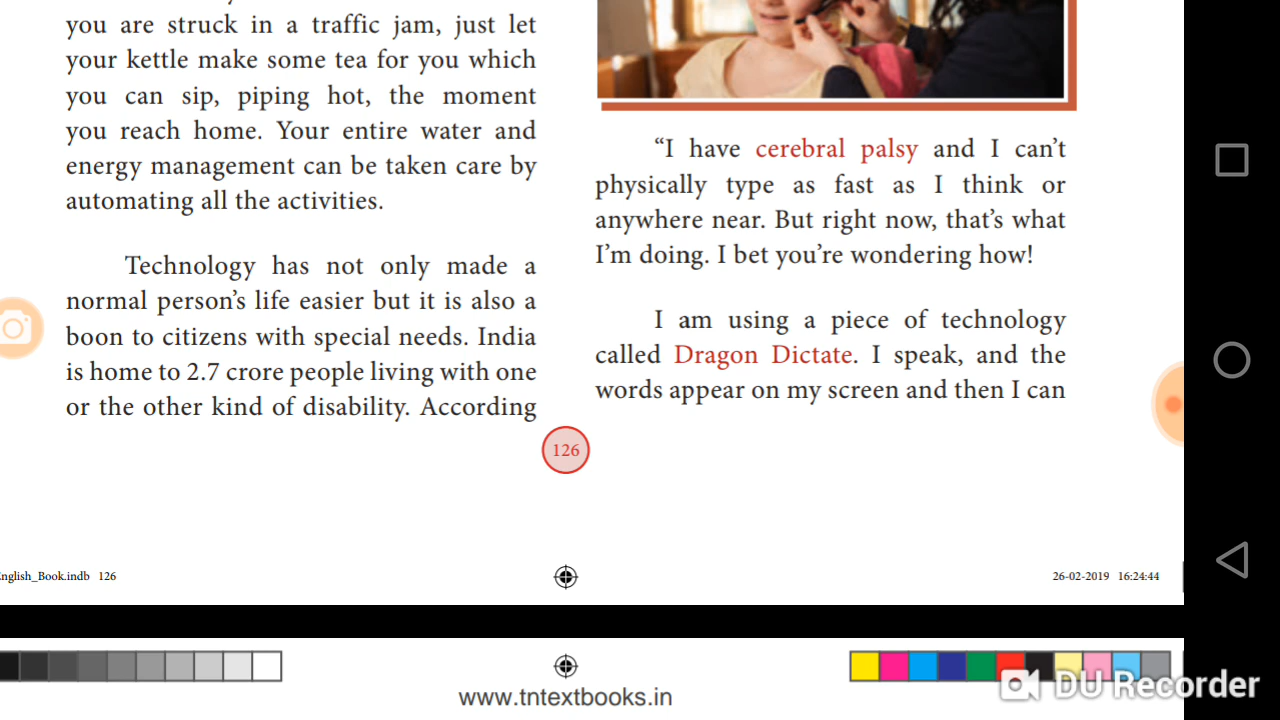 you are struck in a traffic jam, just let
your kettle make some tea for you which
you can sip, piping hot, the moment
you reach home. Your entire water and
energy management can be taken care by
automating all the activities.
Technology has not only made a
normal person’s life easier but it is also a
boon to citizens with special needs. India
is home to 2.7 crore people living with one
or the other kind of disability. According
“I have cerebral palsy and I can’t
physically type as fast as I think or
anywhere near. But right now, that’s what
I’m doing. I bet you’re wondering how!
I am using a piece of technology
called Dragon Dictate. I speak, and the
words appear on my screen and then I can
126
English_Book.indb 126
26-02-2019 16:24:44
www.tntextbooks.in
DU Recorder